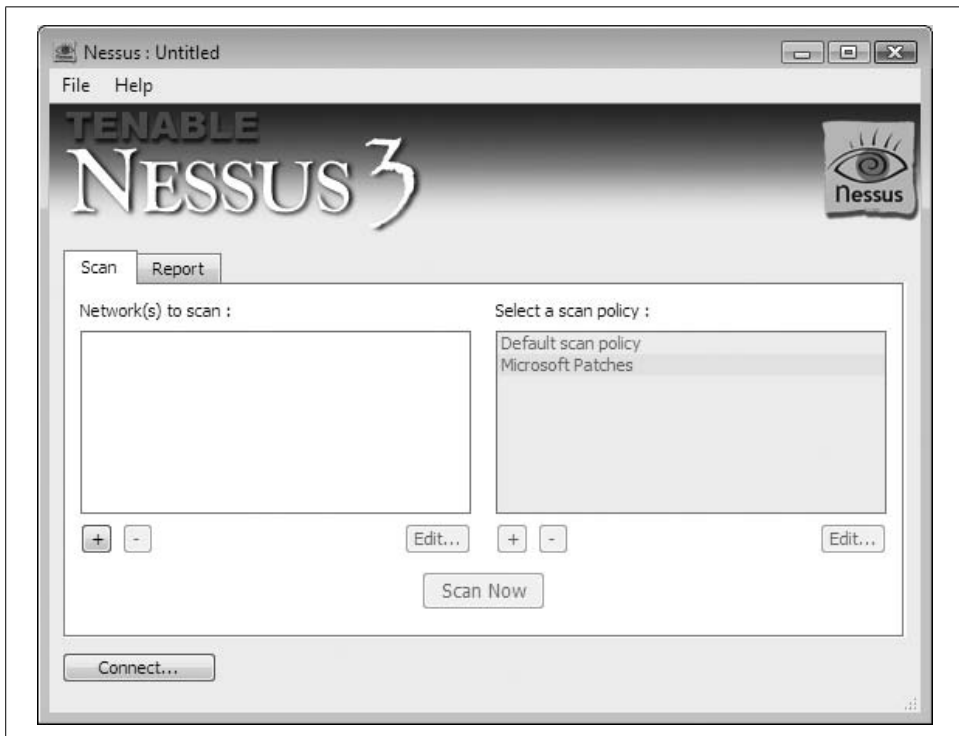 Nessus : Untitled
File Help
TENABLE
NESSUS 3
Nessus
Scan Report
Network(s) to scan :
Select a scan policy :
Default scan policy
Microsoft Patches
+ - Edit... + - Edit...
Scan Now
Connect...